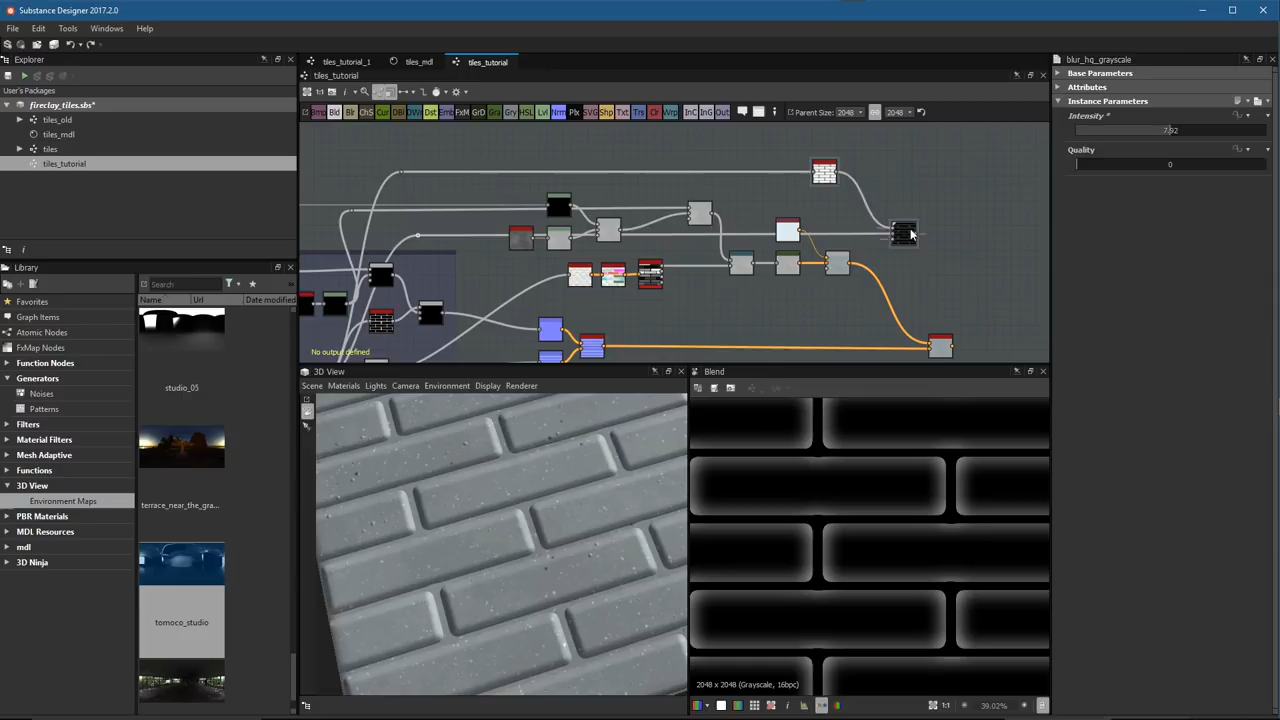 Substance Designer 2017.2.0
File Edit Tools Windows Help
Explorer
User's Packages
fireclay_tiles.sbs*
tiles_old
tiles_mdl
tiles
tiles_tutorial
Library
Search
Favorites
Graph Items
Atomic Nodes
FxMap Nodes
Function Nodes
Generators
Noises
Patterns
Filters
Material Filters
Mesh Adaptive
Functions
3D View
Environment Maps
PBR Materials
MDL Resources
mdl
3D Ninja
Name Url Date modified
studio_05
terrace_near_the_gra...
tomoco_studio
tiles_tutorial_1 tiles_mdl tiles_tutorial
tiles_tutorial
Parent Size: 2048 2048
No output defined
3D View
Scene Materials Lights Camera Environment Display Renderer
Blend
2048 x 2048 (Grayscale, 16bpc)
1:1 39.02%
blur_hq_grayscale
Base Parameters
Attributes
Instance Parameters
Intensity *
7.92
Quality
0